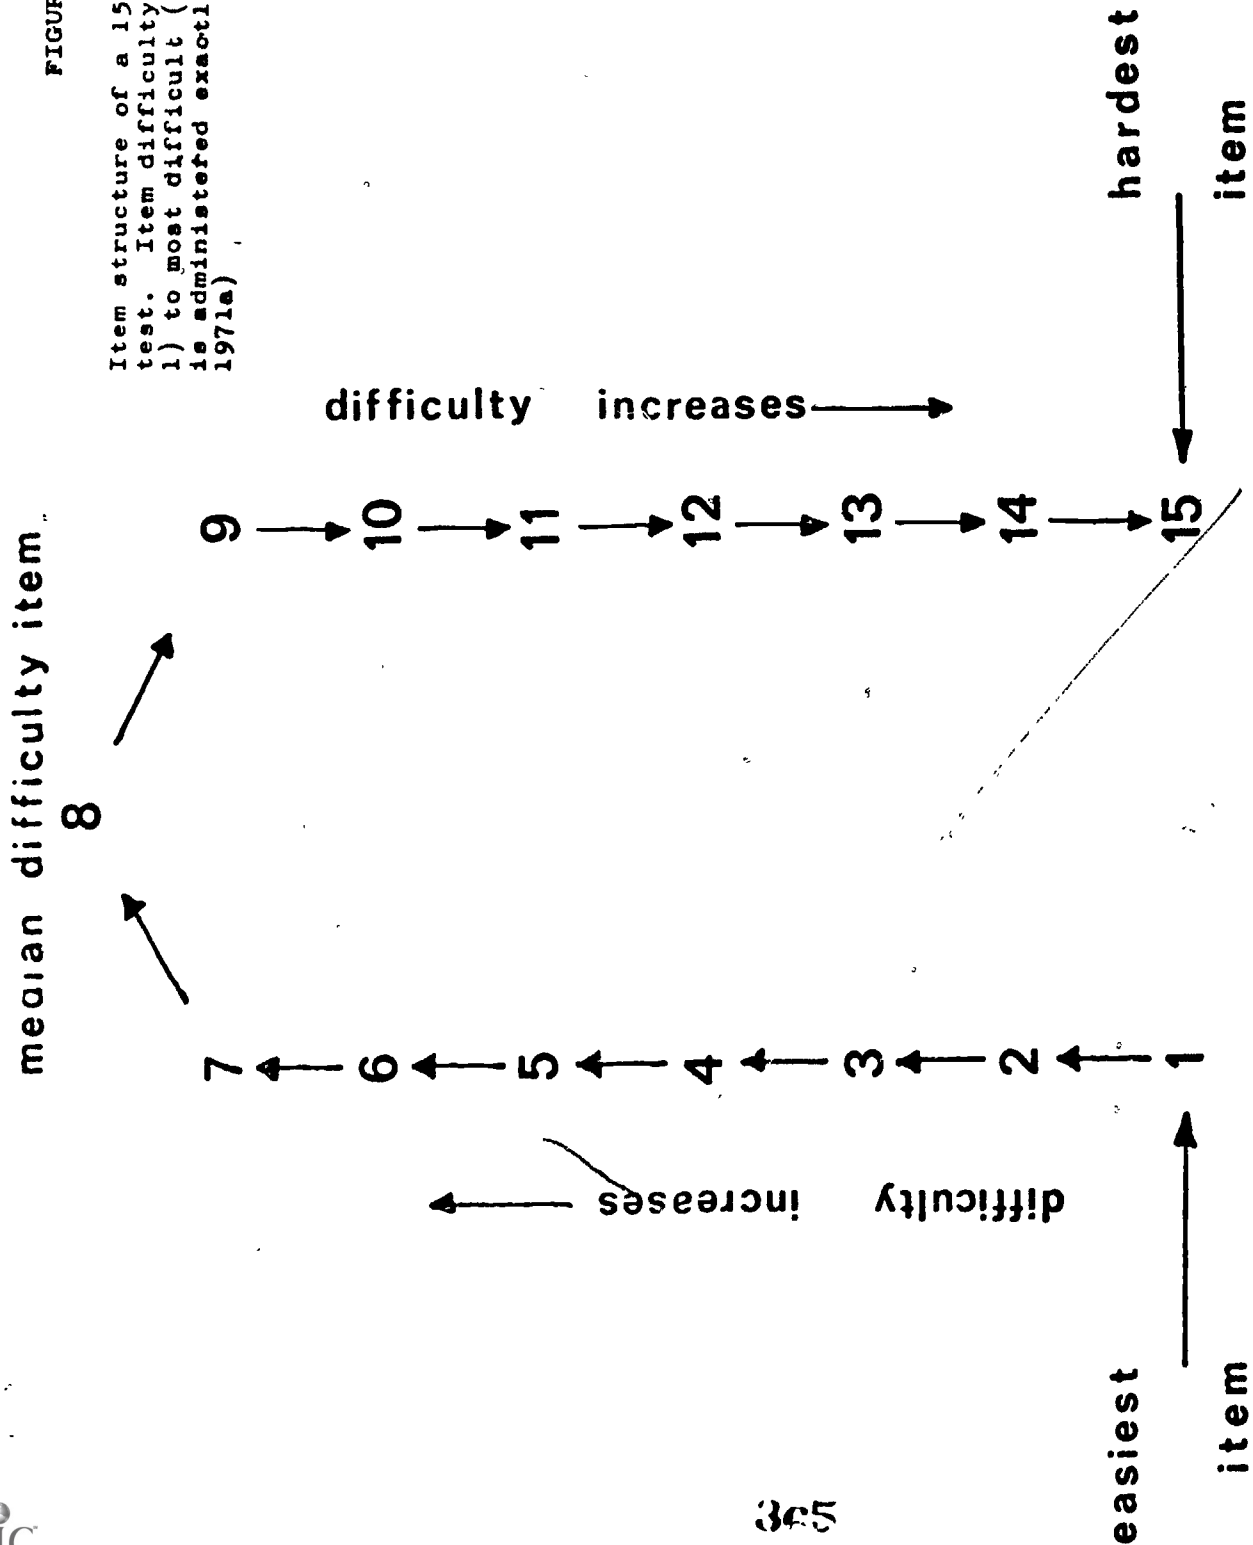 FIGUR
Item structure of a 15
test. Item difficulty
1) to most difficult (
is administered exactl
1971a)
median difficulty item
8
7
6
5
4
3
2
1
9
10
11
12
13
14
15
difficulty increases
difficulty increases
easiest
item
hardest
item